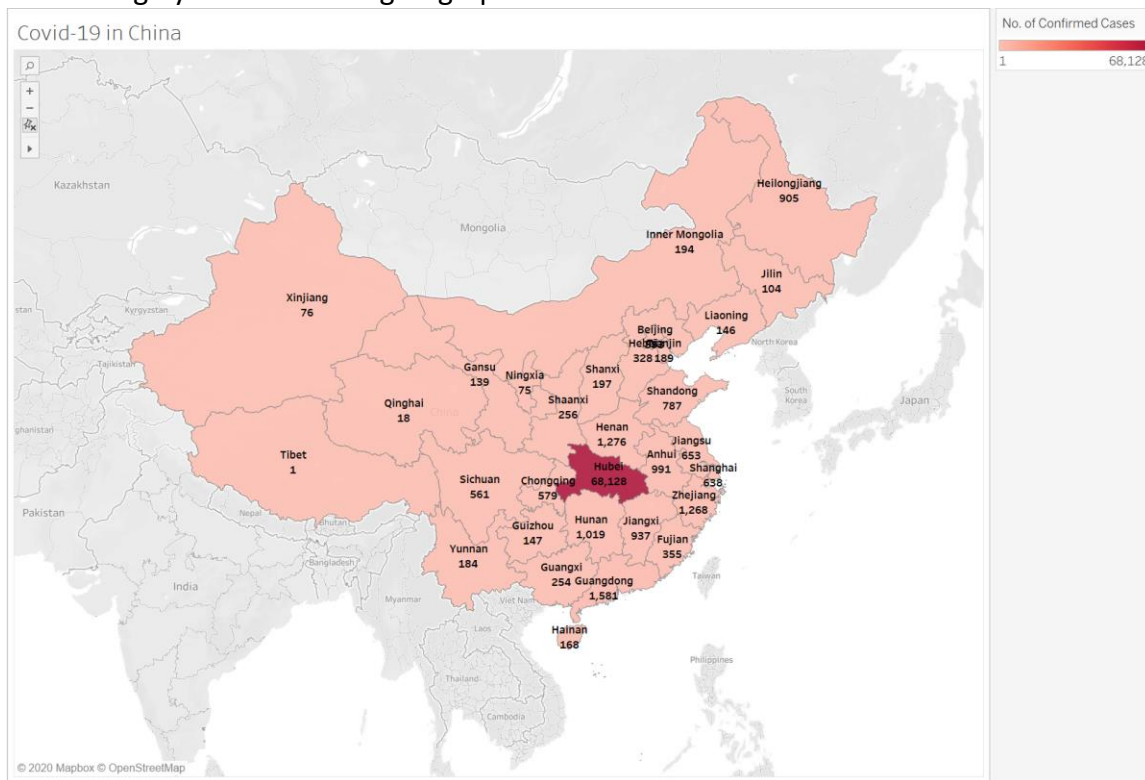 Covid-19 in China
No. of Confirmed Cases
1
68,128
Kazakhstan
Mongolia
Heilongjiang
905
Inner Mongolia
194
Jilin
104
Xinjiang
76
Kyrgyzstan
Liaoning
146
Beijing
328
189
North Korea
Tajikistan
Gansu
139
Ningxia
75
Shanxi
197
Shandong
787
South
Korea
Japan
Qinghai
18
China
Shaanxi
256
Henan
1,276
Jiangsu
653
Anhui
991
Shanghai
638
Tibet
1
Hubei
68,128
Sichuan
561
Chongqing
579
Zhejiang
1,268
Pakistan
Nepal
Bhutan
Guizhou
147
Hunan
1,019
Jiangxi
937
Fujian
355
Yunnan
184
Bangladesh
Guangxi
254
Guangdong
1,581
Taiwan
India
Myanmar
Viet Nam
Laos
Hainan
168
Thailand
Philippines
Cambodia
© 2020 Mapbox © OpenStreetMap